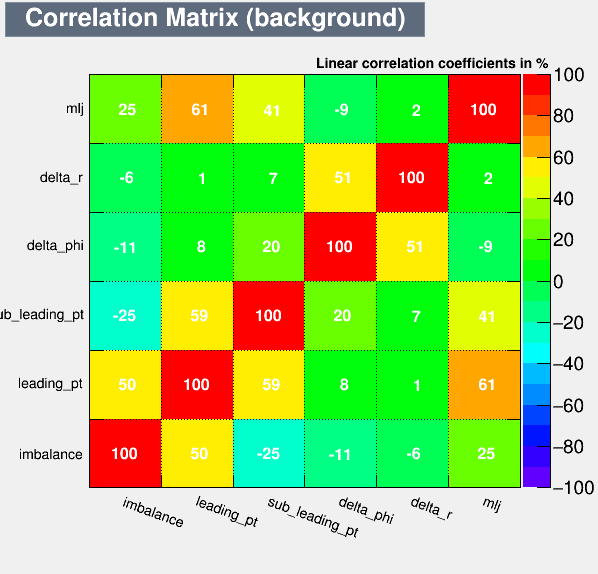 Correlation Matrix (background)
Linear correlation coefficients in %
mlj 25 61 41 -9 2 100
delta_r -6 1 7 51 100 2
delta_phi -11 8 20 100 51 -9
ub_leading_pt -25 59 100 20 7 41
leading_pt 50 100 59 8 1 61
imbalance 100 50 -25 -11 -6 25
imbalance leading_pt sub_leading_pt delta_phi delta_r mlj
100
80
60
40
20
0
−20
−40
−60
−80
−100